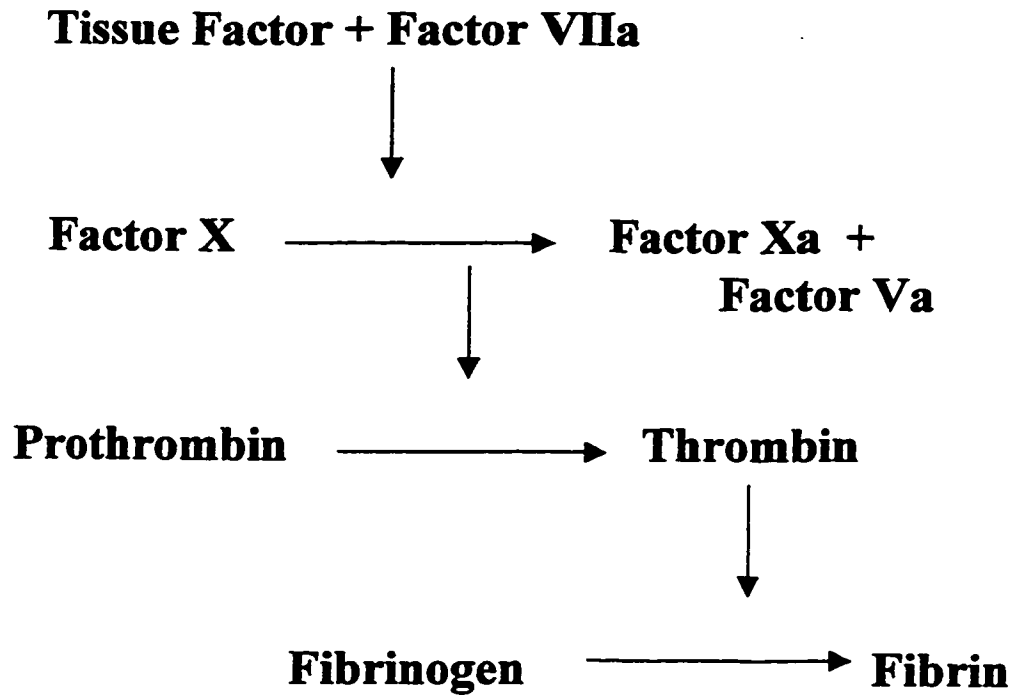 Tissue Factor + Factor VIIa
Factor X
Factor Xa +
Factor Va
Prothrombin
Thrombin
Fibrinogen
Fibrin